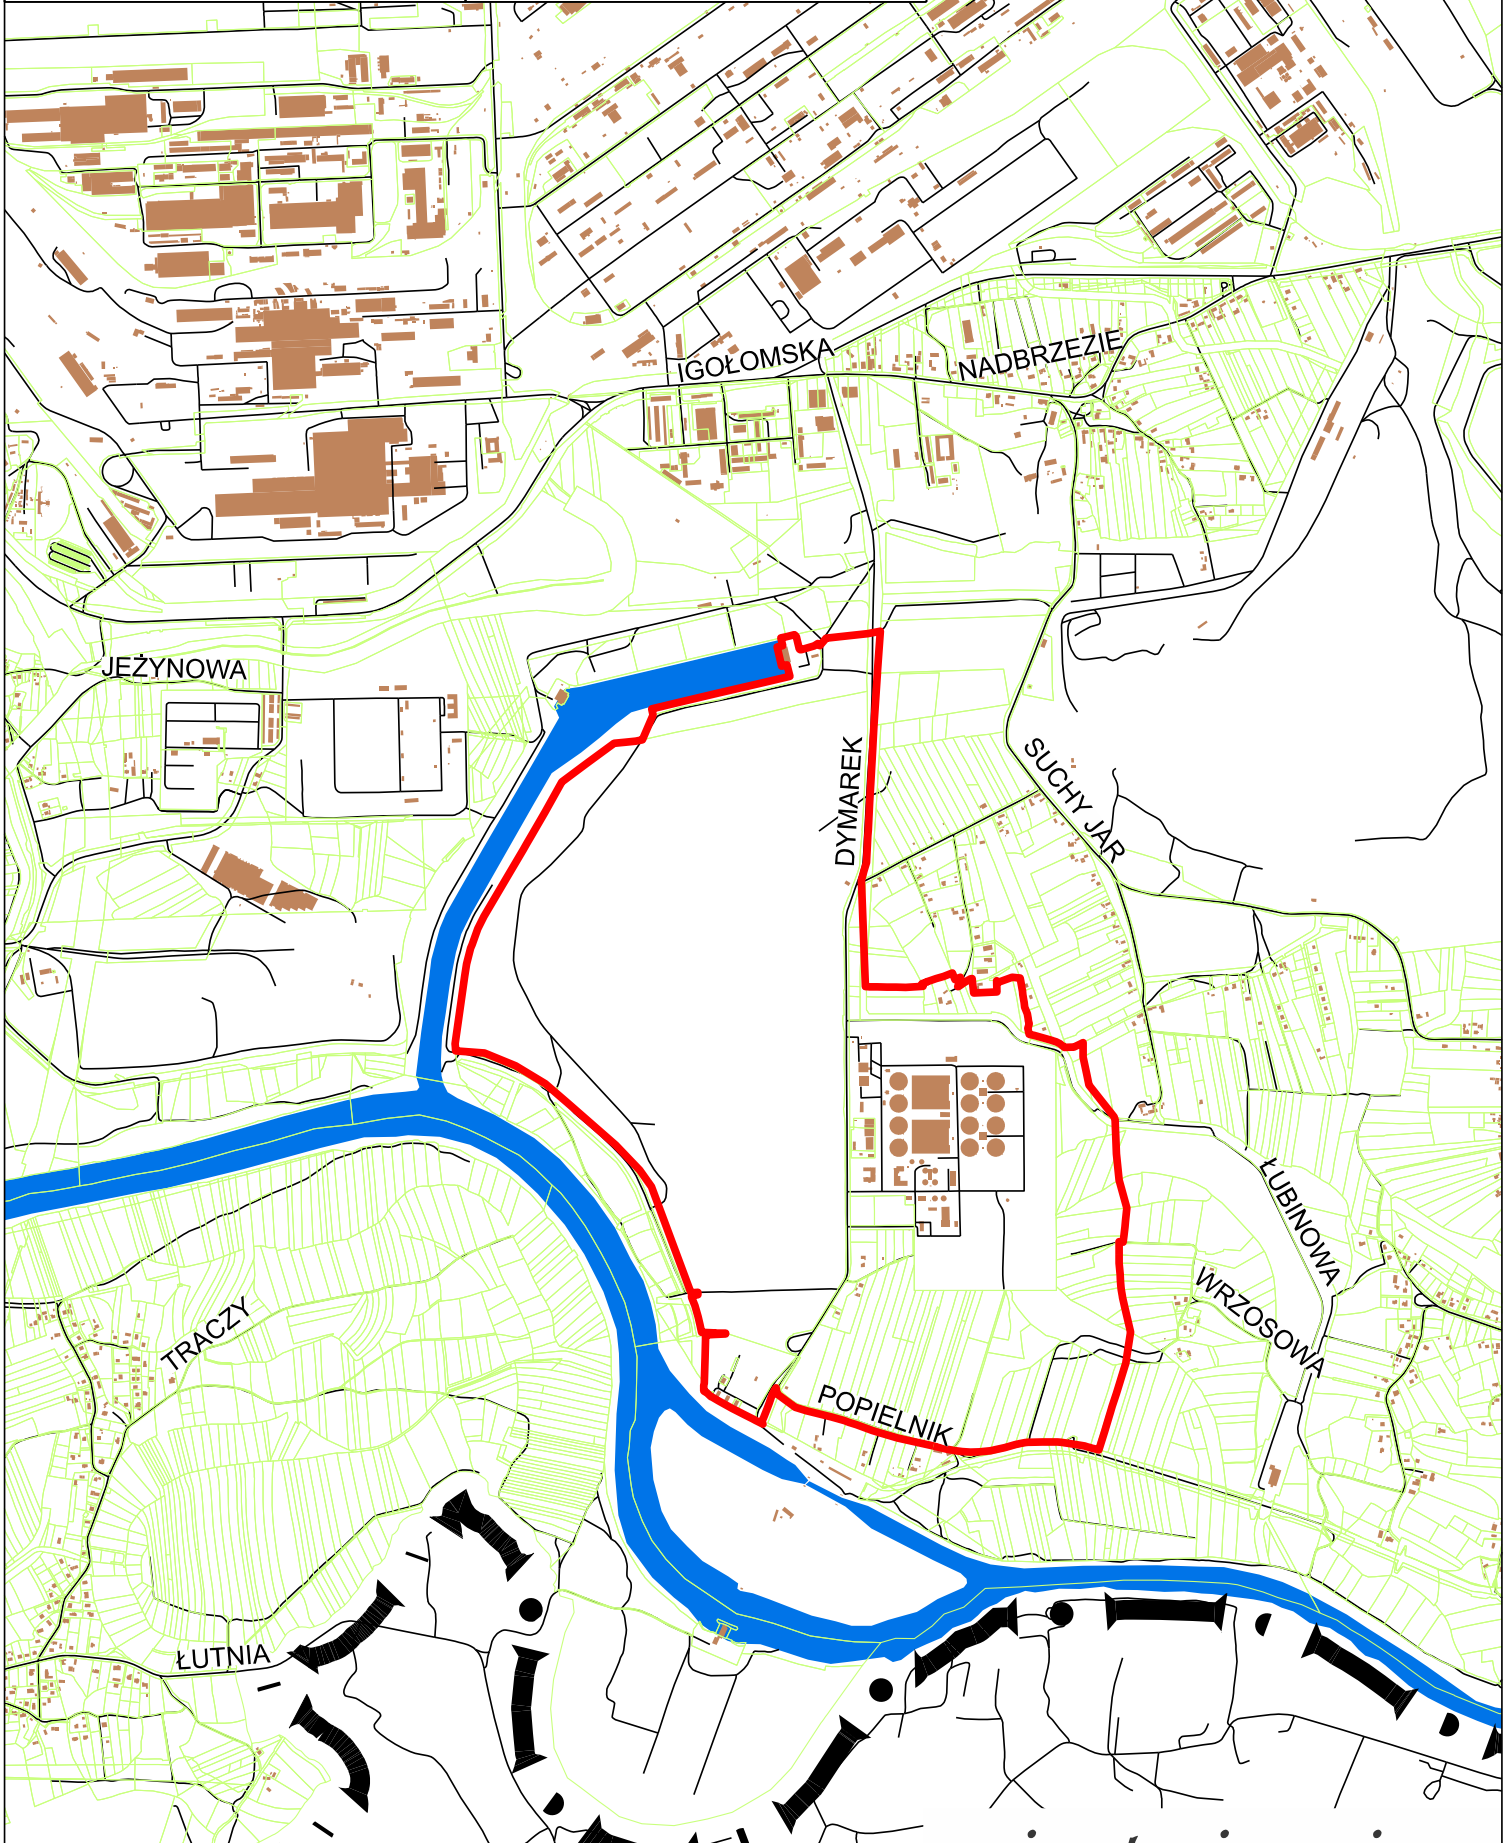 P
IGOŁOMSKA
NADBRZEZIE
JEŻYNOWA
DYMAREK
SUCHY JAR
ŁUBINOWA
WRZOSOWA
TRACZY
POPIELNIK
ŁUTNIA